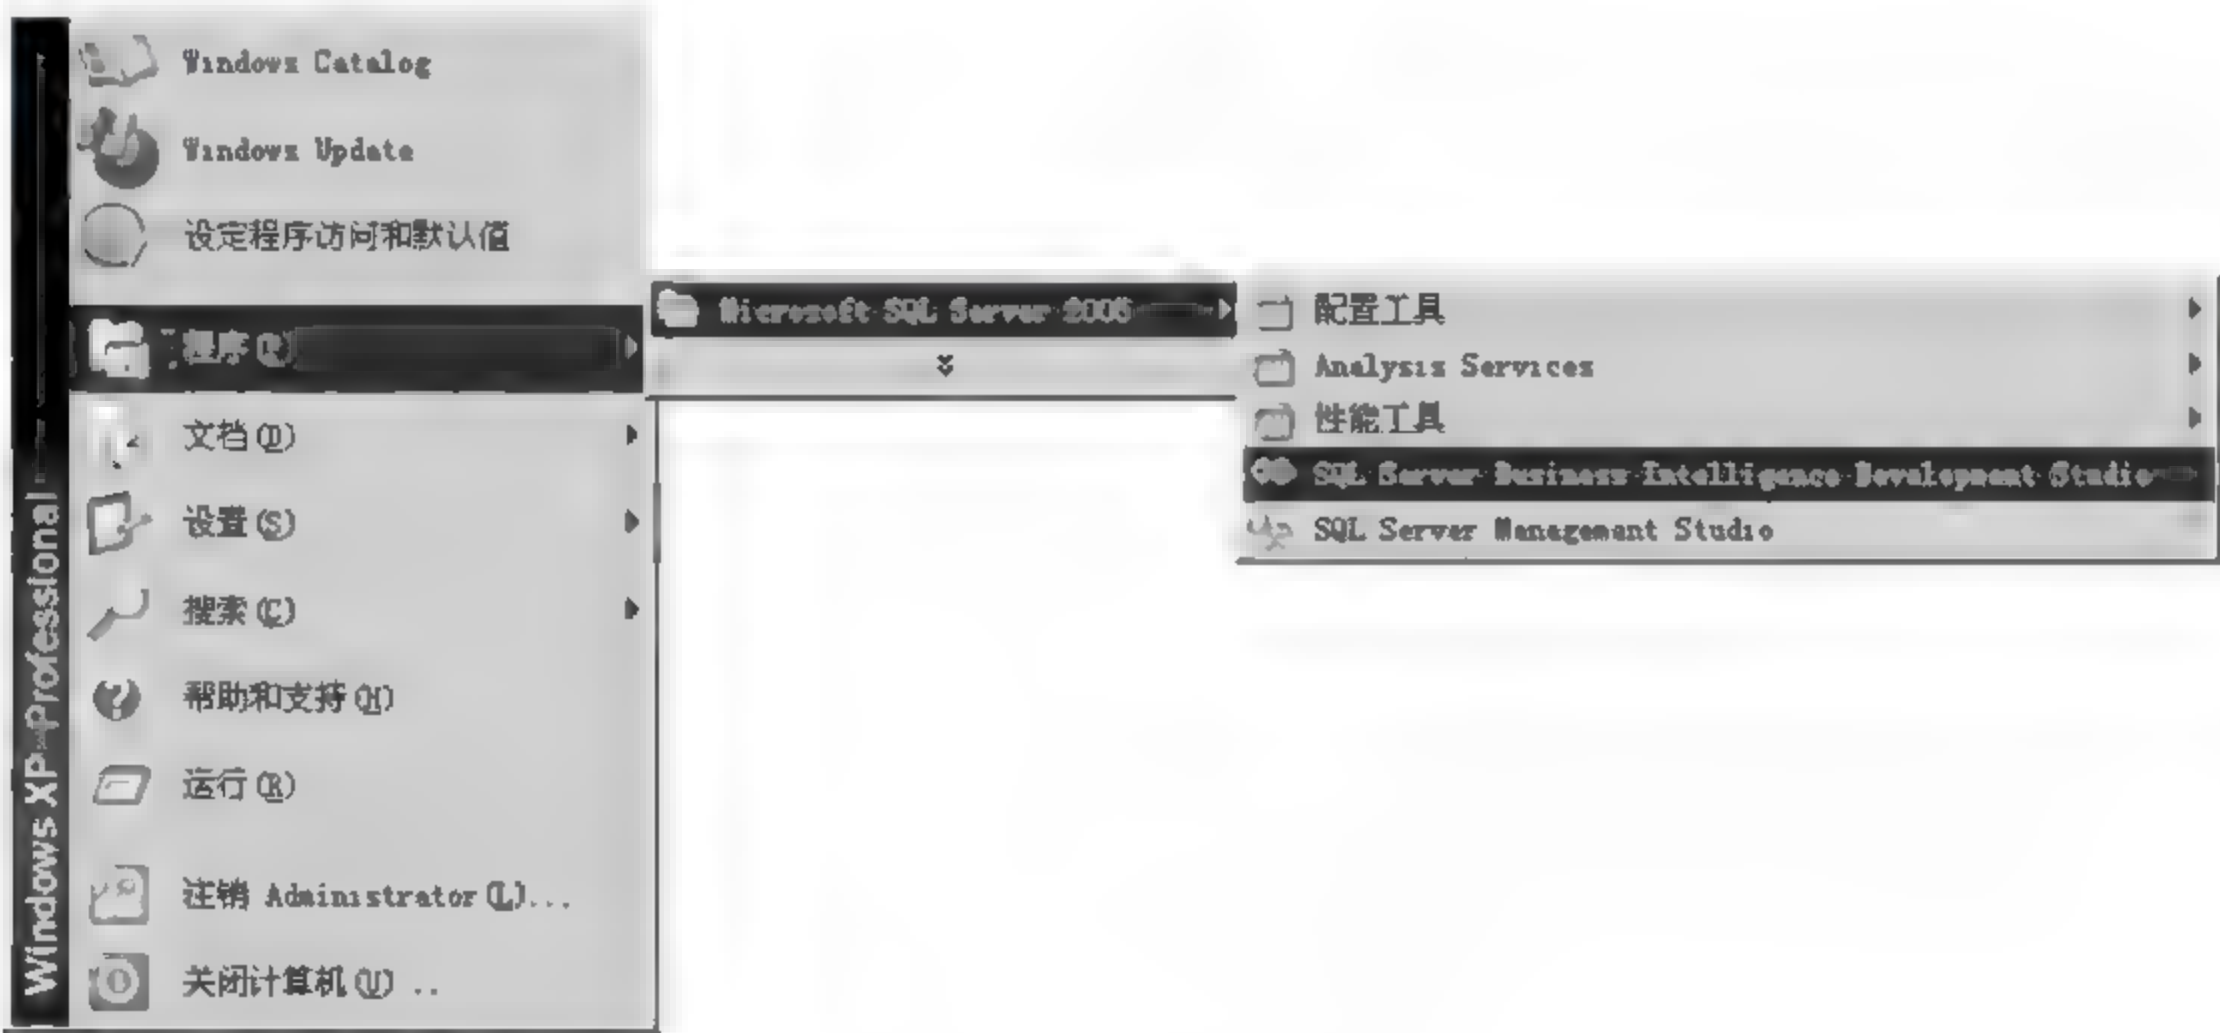 Windows XP Professional
Windows Catalog
Windows Update
设定程序访问和默认值
程序(P)
文档(D)
设置(S)
搜索(C)
帮助和支持(H)
运行(R)
注销 Administrator(L)...
关闭计算机(U)...
Microsoft SQL Server 2005
配置工具
Analysis Services
性能工具
SQL Server Business Intelligence Development Studio
SQL Server Management Studio